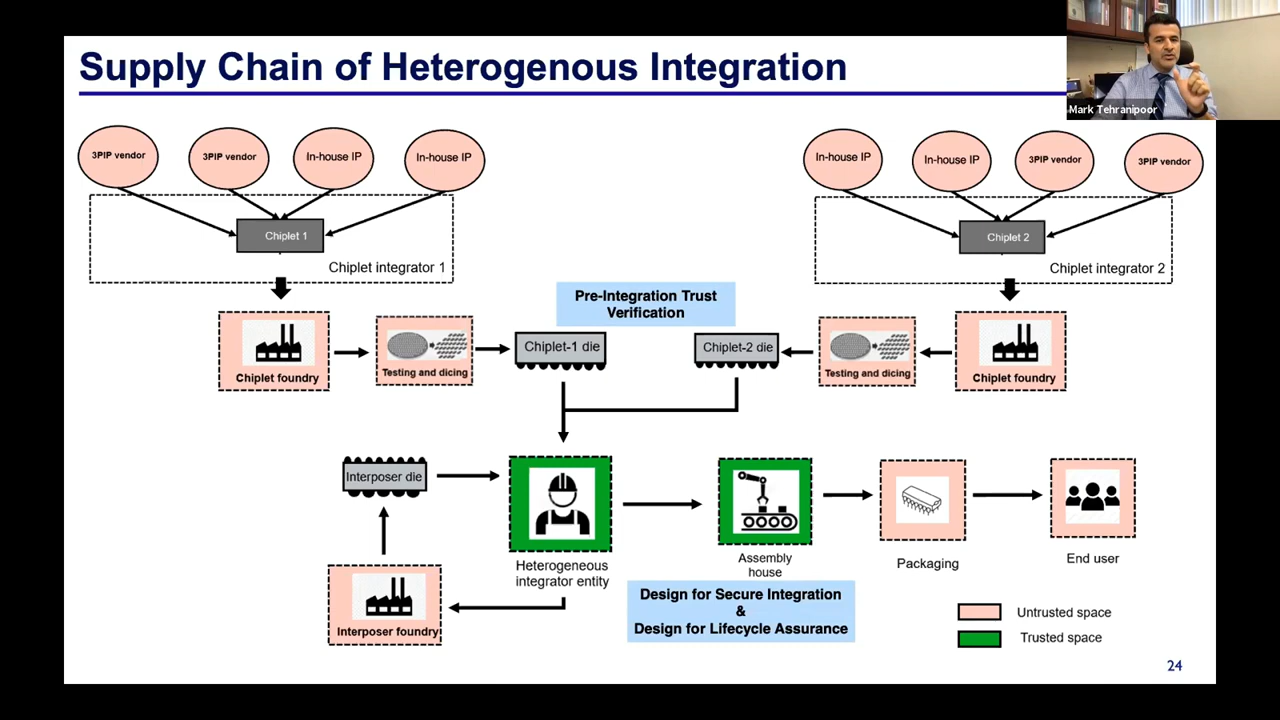 Supply Chain of Heterogenous Integration
Mark Tehranipoor
3PIP vendor
3PIP vendor
In-house IP
In-house IP
In-house IP
In-house IP
3PIP vendor
3PIP vendor
Chiplet 1
Chiplet 2
Chiplet integrator 1
Chiplet integrator 2
Pre-Integration Trust
Verification
Chiplet foundry
Testing and dicing
Chiplet-1 die
Chiplet-2 die
Testing and dicing
Chiplet foundry
Interposer die
Heterogeneous
integrator entity
Assembly
house
Packaging
End user
Interposer foundry
Design for Secure Integration
&
Design for Lifecycle Assurance
Untrusted space
Trusted space
24